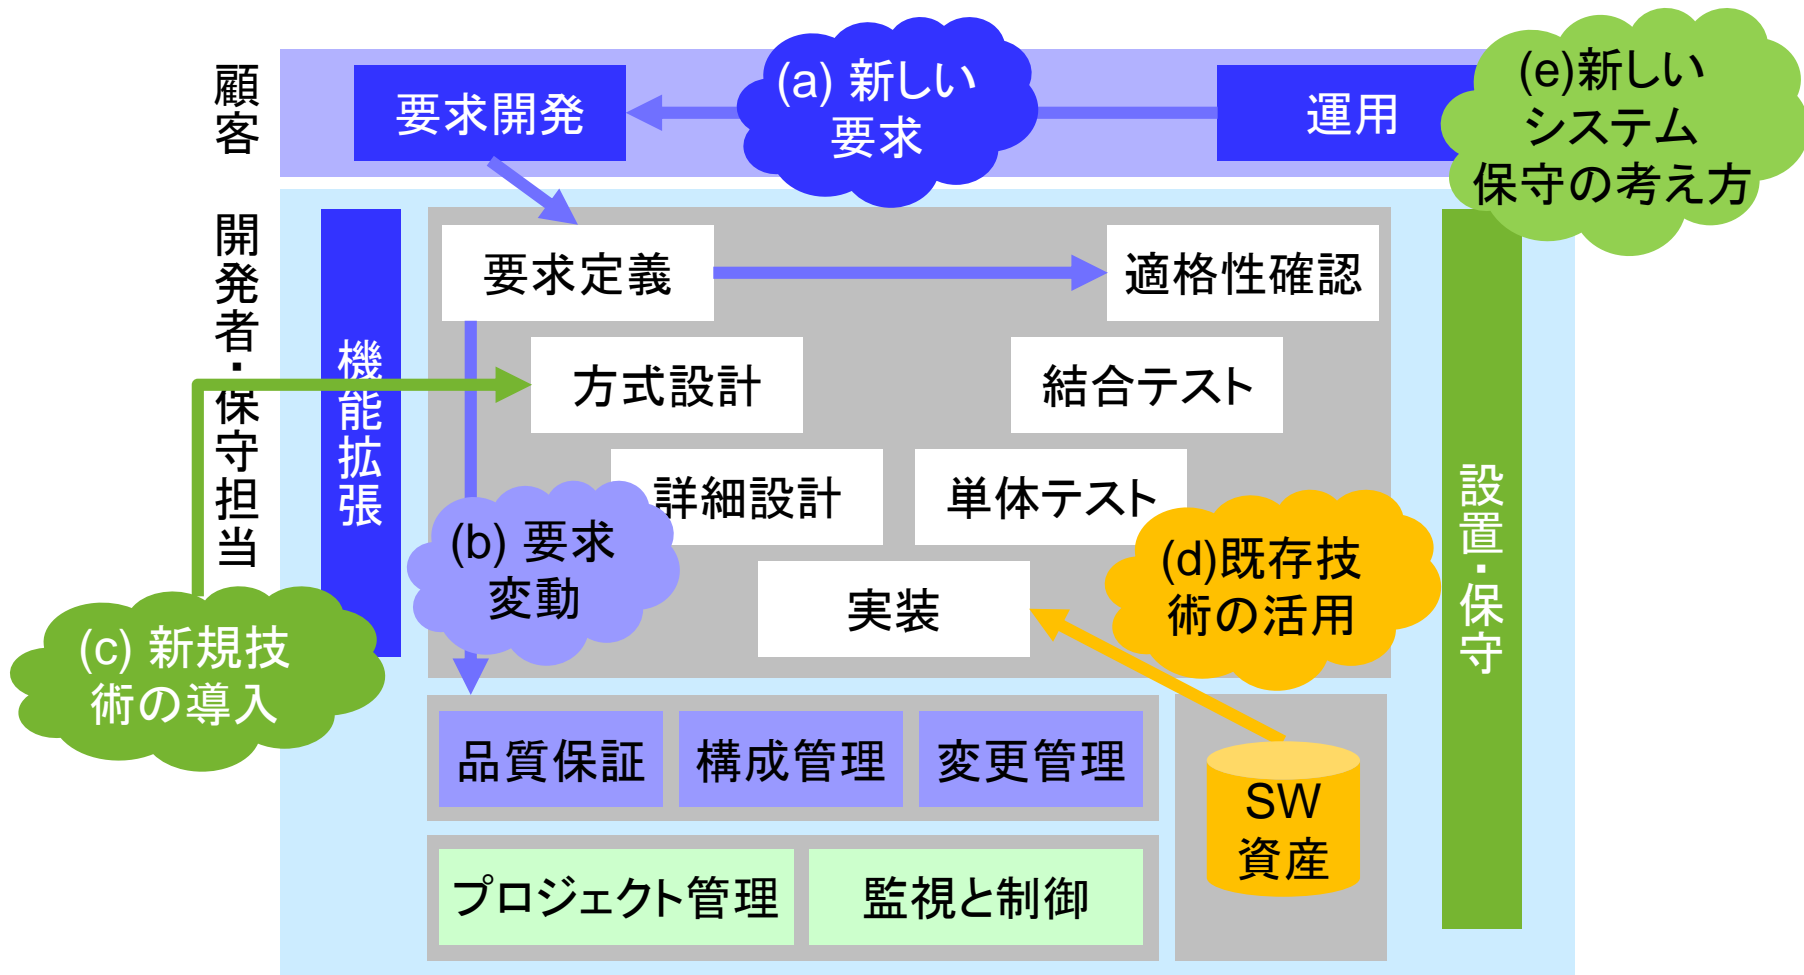 顧客
要求開発
(a) 新しい
要求
運用
(e)新しい
システム
保守の考え方
開発者・保守担当
機能拡張
要求定義
適格性確認
方式設計
結合テスト
詳細設計
単体テスト
(b) 要求
変動
(d)既存技
術の活用
実装
設置・保守
(c) 新規技
術の導入
品質保証
構成管理
変更管理
SW
資産
プロジェクト管理
監視と制御